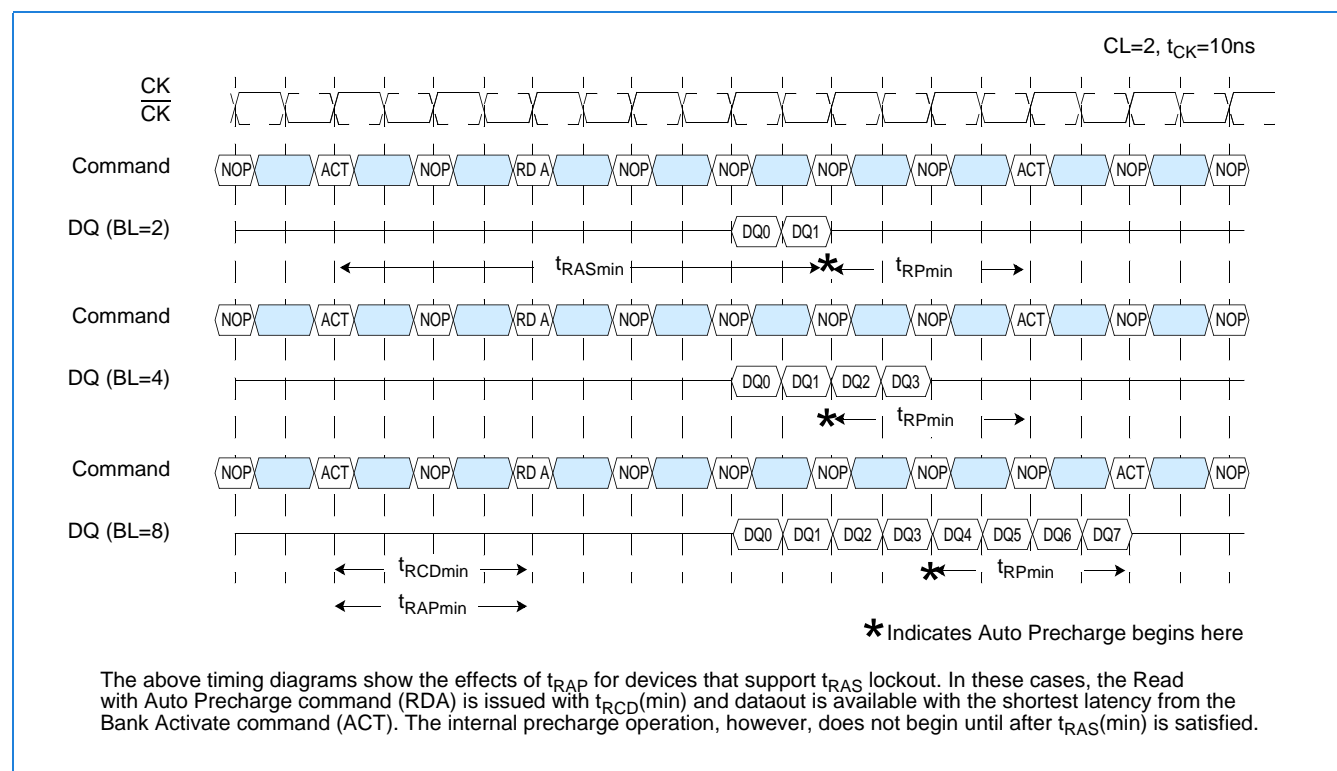 CL=2, tCK=10ns
CK
CK
Command NOP ACT NOP RD A NOP NOP NOP NOP ACT NOP NOP
DQ (BL=2) DQ0 DQ1
tRASmin * tRPmin
Command NOP ACT NOP RD A NOP NOP NOP NOP ACT NOP NOP
DQ (BL=4) DQ0 DQ1 DQ2 DQ3
* tRPmin
Command NOP ACT NOP RD A NOP NOP NOP NOP NOP ACT NOP
DQ (BL=8) DQ0 DQ1 DQ2 DQ3 DQ4 DQ5 DQ6 DQ7
tRCDmin * tRPmin
tRAPmin
* Indicates Auto Precharge begins here
The above timing diagrams show the effects of tRAP for devices that support tRAS lockout. In these cases, the Read
with Auto Precharge command (RDA) is issued with tRCD(min) and dataout is available with the shortest latency from the
Bank Activate command (ACT). The internal precharge operation, however, does not begin until after tRAS(min) is satisfied.